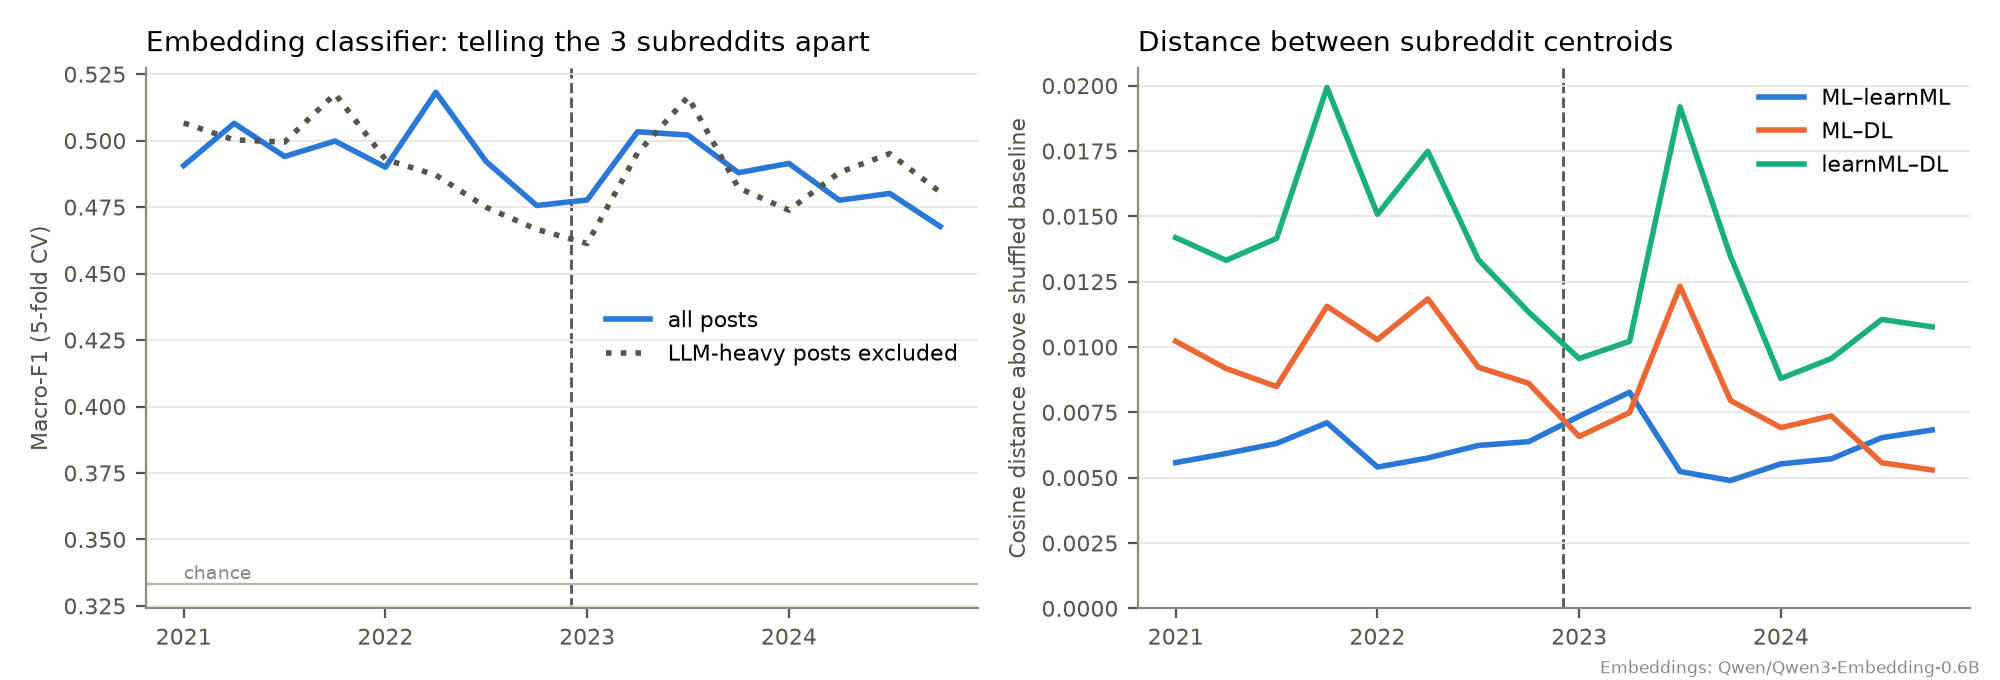 Embedding classifier: telling the 3 subreddits apart
Macro-F1 (5-fold CV)
0.525
0.500
0.475
0.450
0.425
0.400
0.375
0.350
0.325
all posts
LLM-heavy posts excluded
chance
2021
2022
2023
2024
Distance between subreddit centroids
Cosine distance above shuffled baseline
0.0200
0.0175
0.0150
0.0125
0.0100
0.0075
0.0050
0.0025
0.0000
ML–learnML
ML–DL
learnML–DL
2021
2022
2023
2024
Embeddings: Qwen/Qwen3-Embedding-0.6B